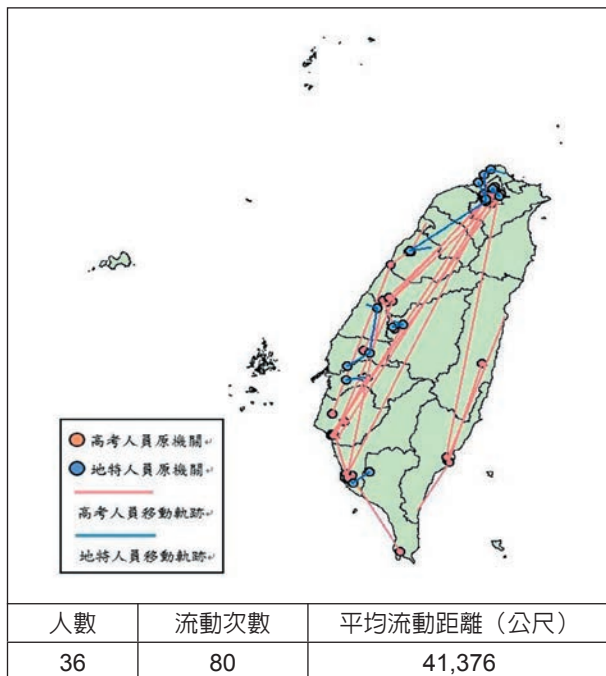 高考人員原機關
地特人員原機關
高考人員移動軌跡
地特人員移動軌跡
人數 流動次數 平均流動距離（公尺）
36 80 41,376